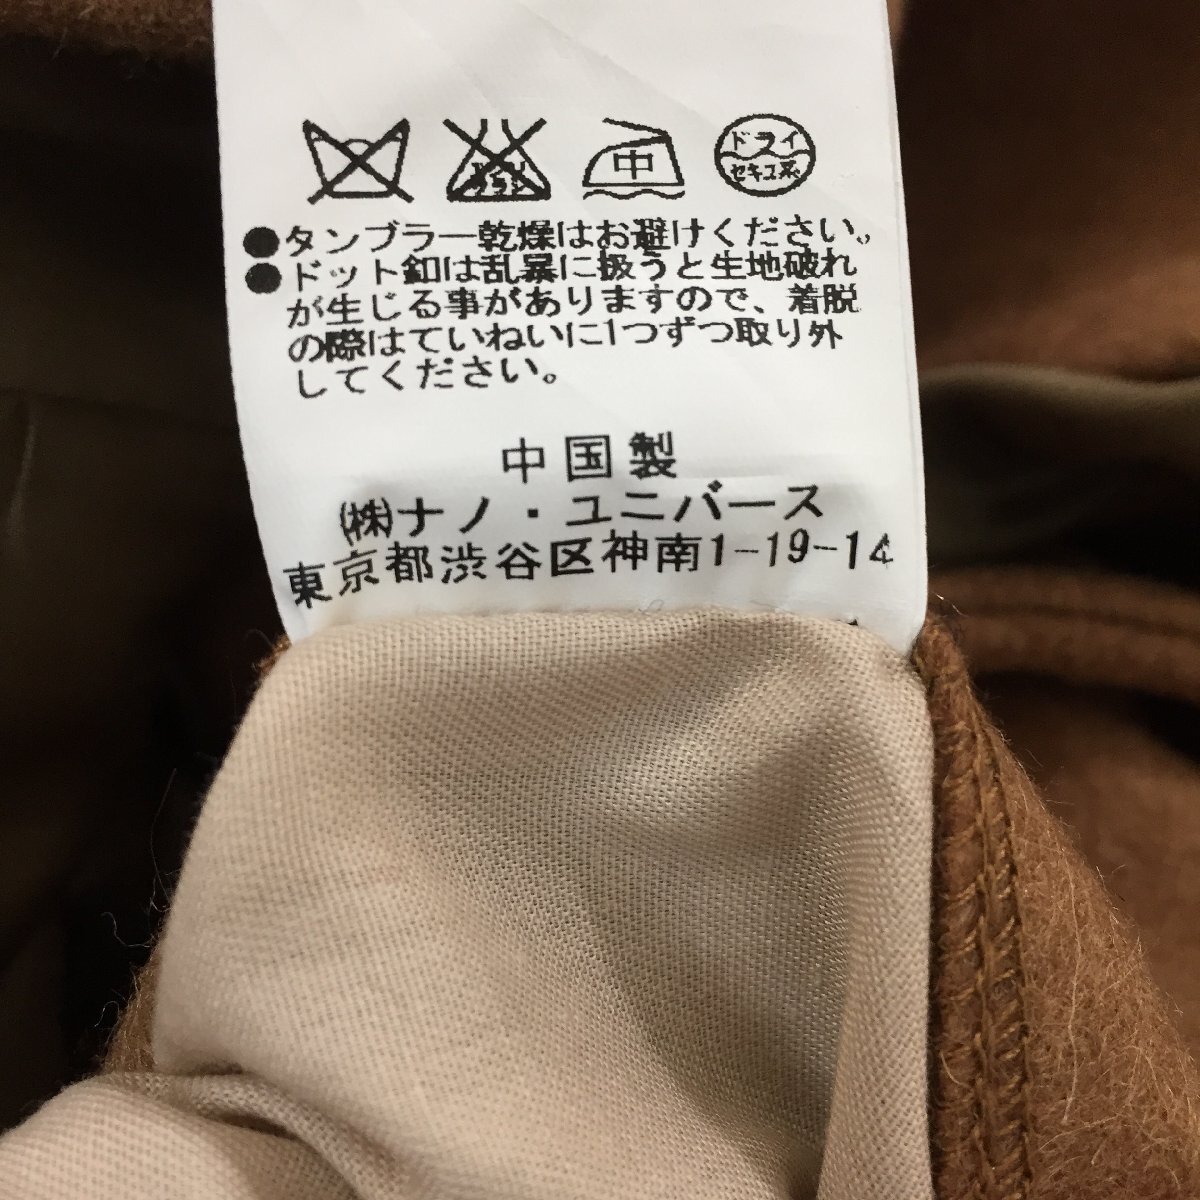 中
ドライ
セキユ系
●タンブラー乾燥はお避けください。
●ドット釦は乱暴に扱うと生地破れ
が生じる事がありますので、着脱
の際はていねいに1つずつ取り外
してください。
中国製
(株)ナノ・ユニバース
東京都渋谷区神南1-19-14